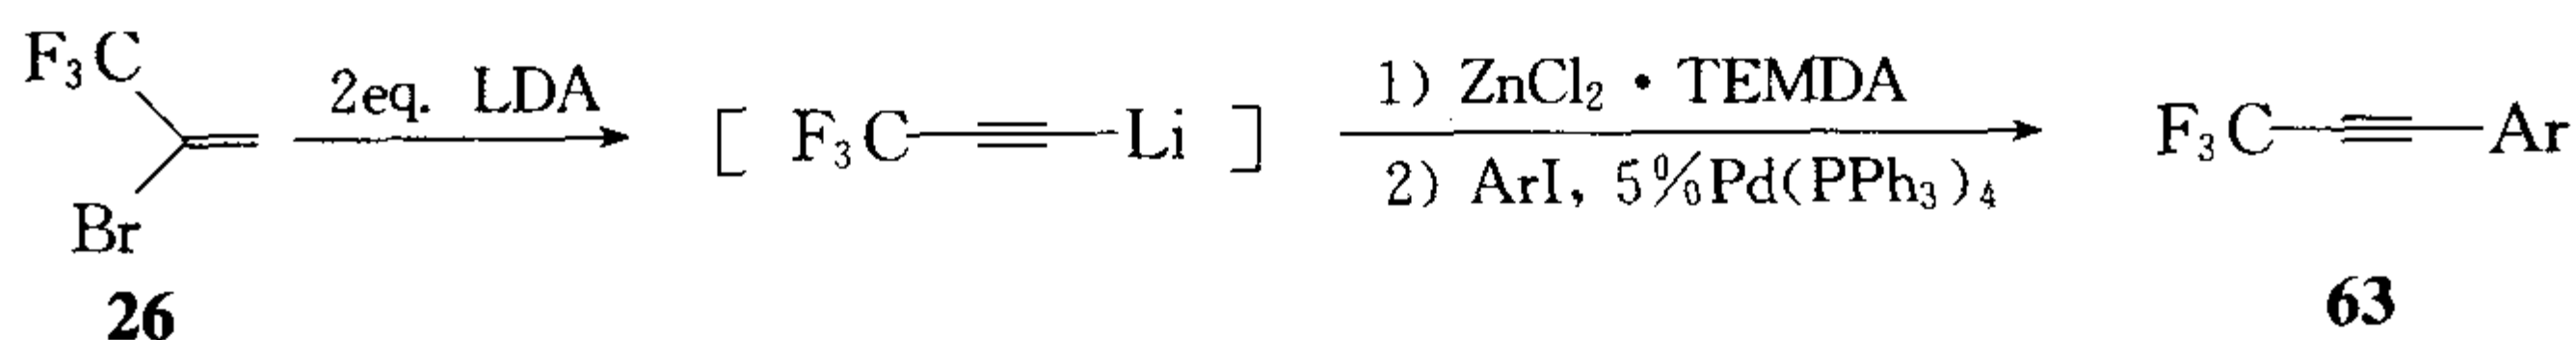 F₃C
Br
26
2eq. LDA
[ F₃C Li ]
1) ZnCl₂ · TEMDA
2) ArI, 5%Pd(PPh₃)₄
F₃C Ar
63